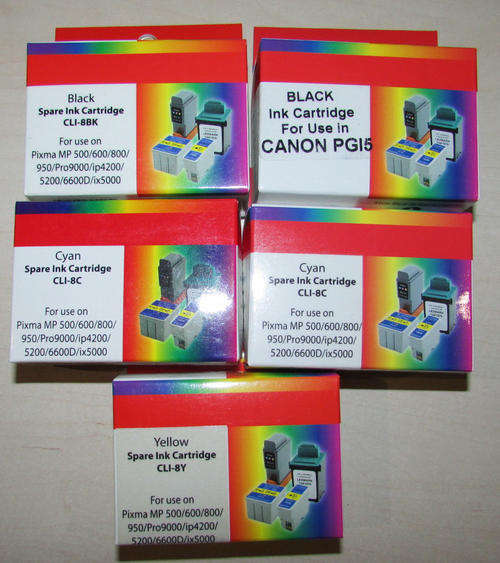 Black
Spare Ink Cartridge
CLI-8BK
For use on
Pixma MP 500/600/800/
950/Pro9000/ip4200/
5200/6600D/ix5000
BLACK
Ink Cartridge
For Use in
CANON PGI5
Cyan
Spare Ink Cartridge
CLI-8C
For use on
Pixma MP 500/600/800/
950/Pro9000/ip4200/
5200/6600D/ix5000
Cyan
Spare Ink Cartridge
CLI-8C
For use on
Pixma MP 500/600/800/
950/Pro9000/ip4200/
5200/6600D/ix5000
Yellow
Spare Ink Cartridge
CLI-8Y
For use on
Pixma MP 500/600/800/
950/Pro9000/ip4200/
5200/6600D/ix5000